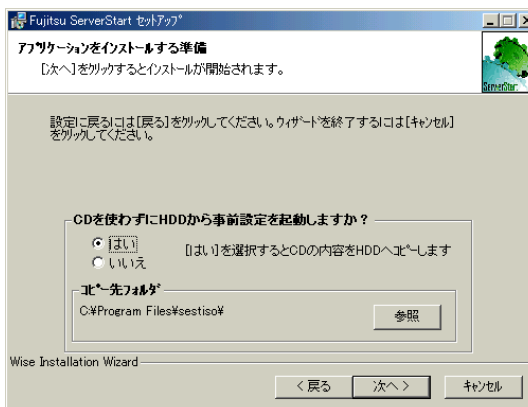 Fujitsu ServerStart セットアップ
アプリケーションをインストールする準備
[次へ]をクリックするとインストールが開始されます。
ServerStart
設定に戻るには[戻る]をクリックしてください。ウィザードを終了するには[キャンセル]
をクリックしてください。
CDを使わずにHDDから事前設定を起動しますか？
はい
[はい]を選択するとCDの内容をHDDへコピーします
いいえ
コピー先フォルダ
C:¥Program Files¥sestiso¥
参照
Wise Installation Wizard
< 戻る
次へ >
キャンセル